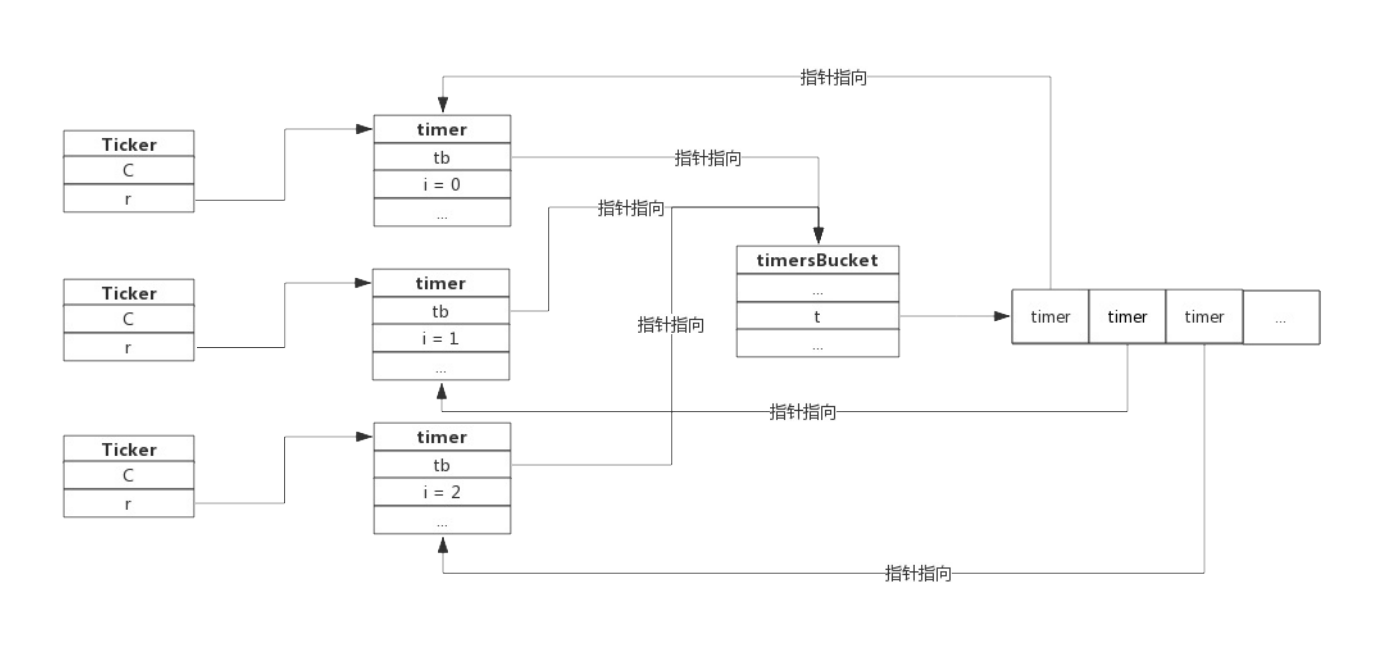 指针指向
Ticker
C
r
timer
tb
i = 0
...
指针指向
指针指向
Ticker
C
r
timer
tb
i = 1
...
指针指向
timersBucket
...
t
...
timer
timer
timer
...
指针指向
Ticker
C
r
timer
tb
i = 2
...
指针指向